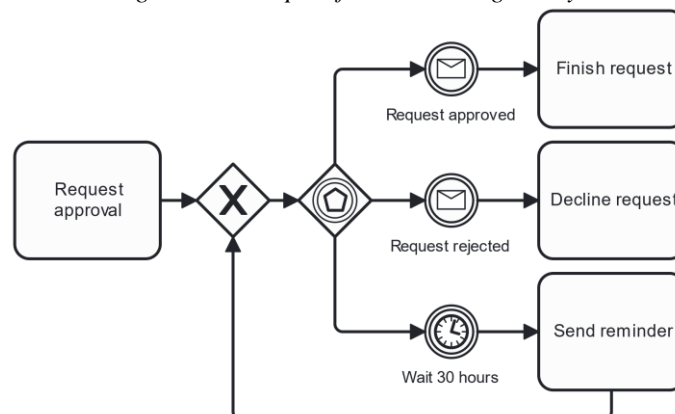 Request approved
Finish request
Request
approval
X
Request rejected
Decline request
Wait 30 hours
Send reminder